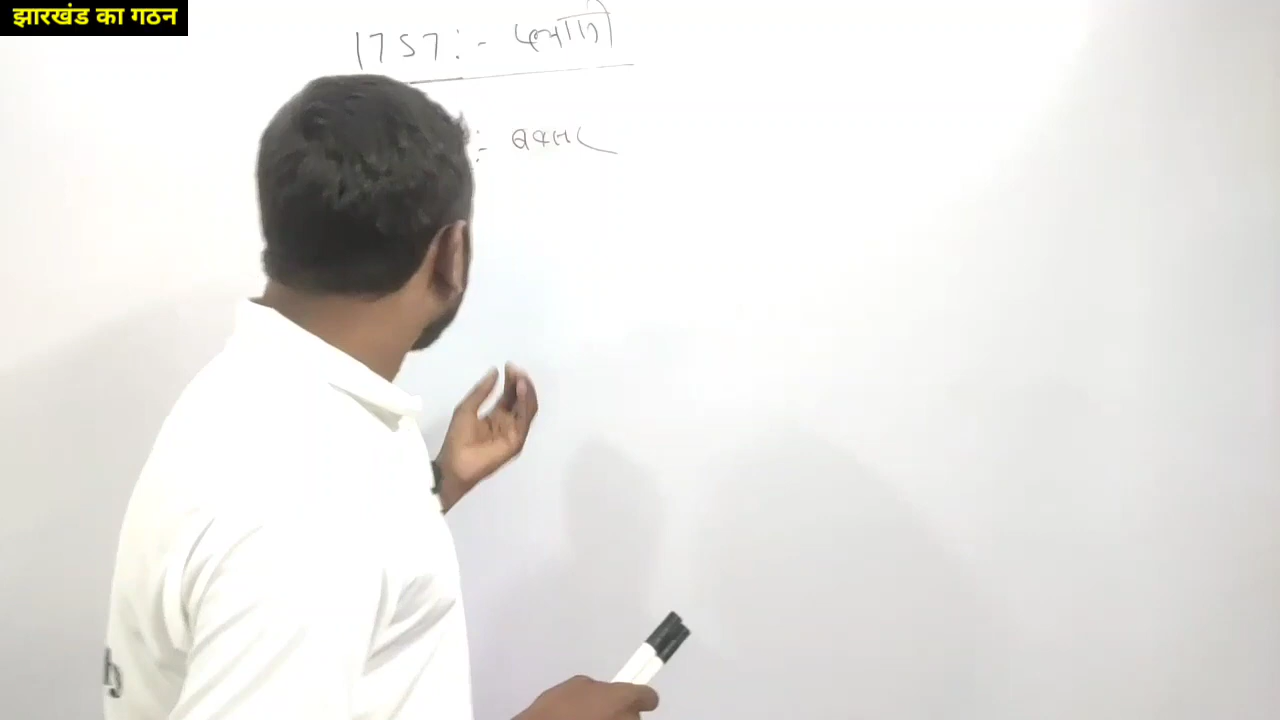 झारखंड का गठन
1757:- प्लासी
:- बक्सर